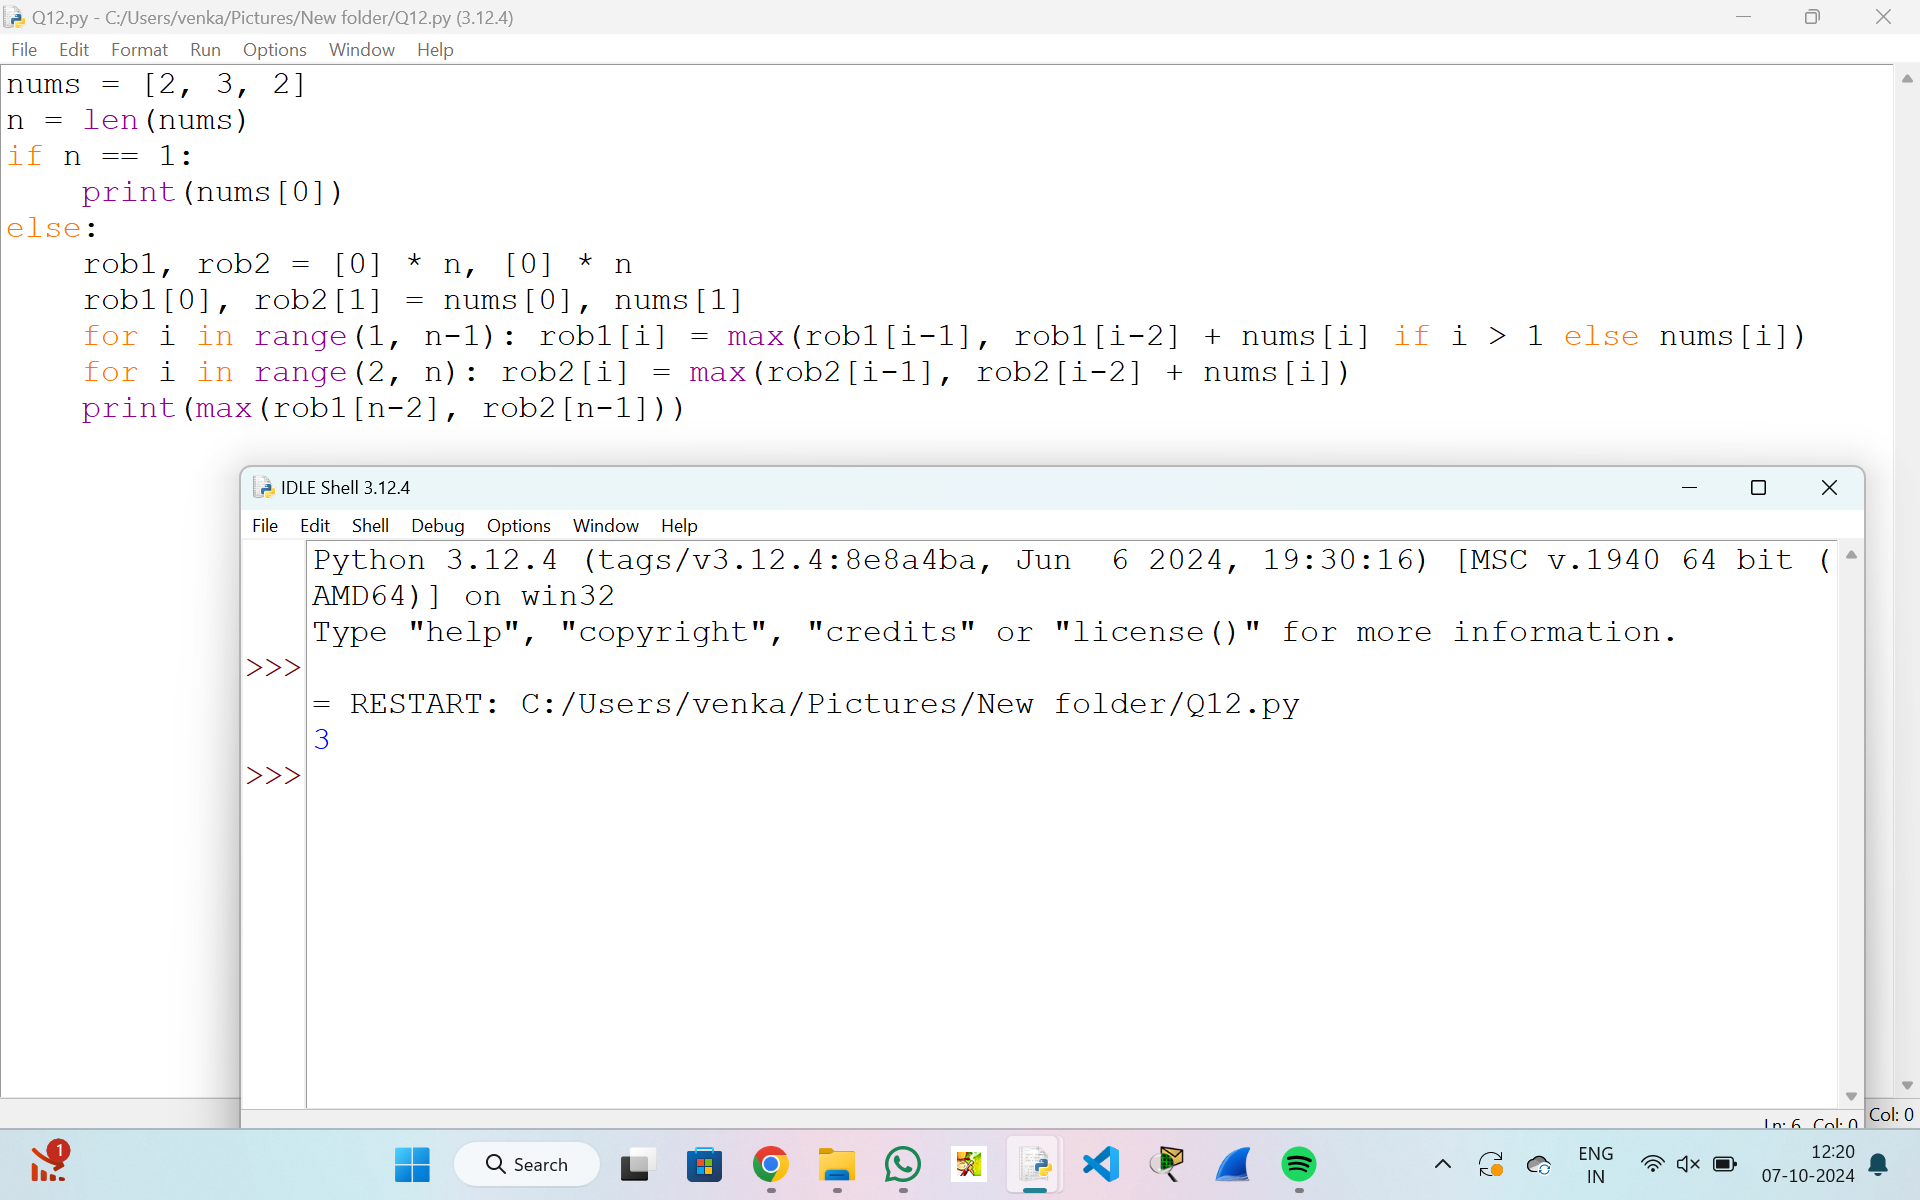 Q12.py - C:/Users/venka/Pictures/New folder/Q12.py (3.12.4)
File Edit Format Run Options Window Help
nums = [2, 3, 2]
n = len(nums)
if n == 1:
    print(nums[0])
else:
    rob1, rob2 = [0] * n, [0] * n
    rob1[0], rob2[1] = nums[0], nums[1]
    for i in range(1, n-1): rob1[i] = max(rob1[i-1], rob1[i-2] + nums[i] if i > 1 else nums[i])
    for i in range(2, n): rob2[i] = max(rob2[i-1], rob2[i-2] + nums[i])
    print(max(rob1[n-2], rob2[n-1]))
IDLE Shell 3.12.4
File Edit Shell Debug Options Window Help
Python 3.12.4 (tags/v3.12.4:8e8a4ba, Jun  6 2024, 19:30:16) [MSC v.1940 64 bit (
AMD64)] on win32
Type "help", "copyright", "credits" or "license()" for more information.
>>>
= RESTART: C:/Users/venka/Pictures/New folder/Q12.py
3
>>>
Col: 0
Ln: 6 Col: 0
1
Search
ENG
IN
12:20
07-10-2024